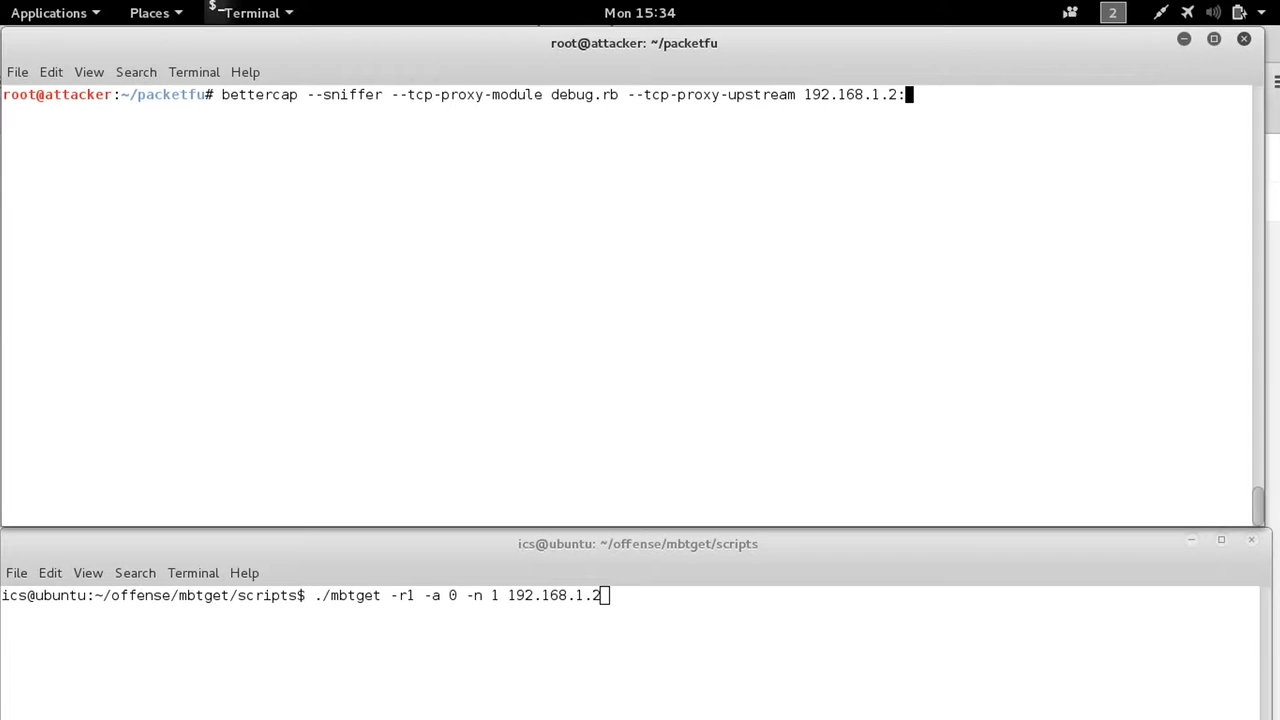 Applications Places Terminal Mon 15:34 2
root@attacker: ~/packetfu
File Edit View Search Terminal Help
root@attacker:~/packetfu# bettercap --sniffer --tcp-proxy-module debug.rb --tcp-proxy-upstream 192.168.1.2:
ics@ubuntu: ~/offense/mbtget/scripts
File Edit View Search Terminal Help
ics@ubuntu:~/offense/mbtget/scripts$ ./mbtget -r1 -a 0 -n 1 192.168.1.2